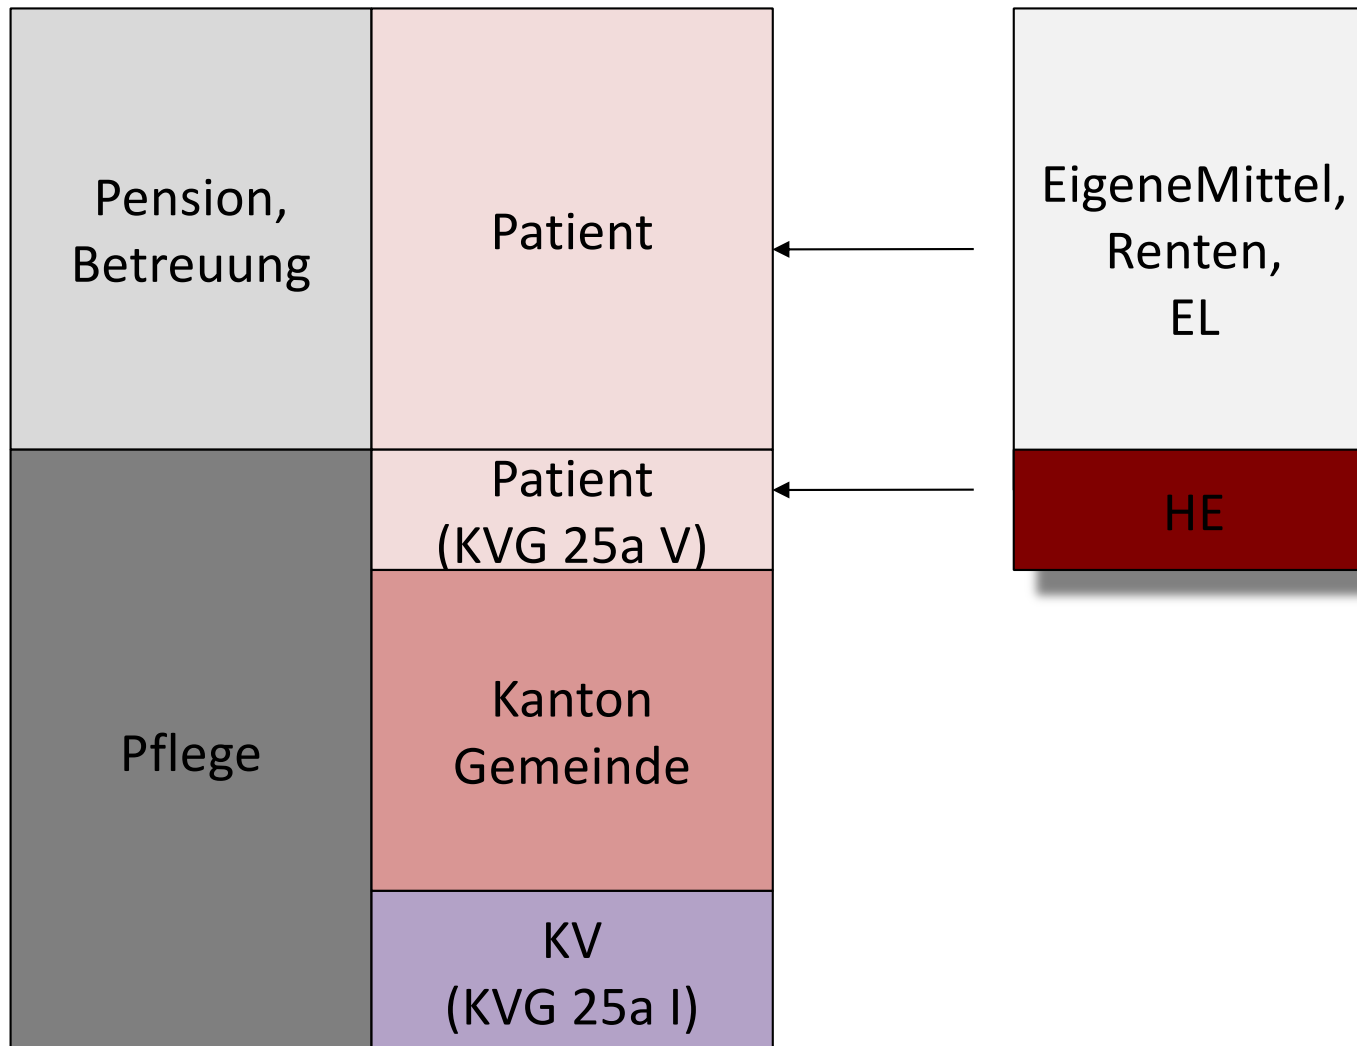 Pension,
Betreuung
Patient
EigeneMittel,
Renten,
EL
Patient
(KVG 25a V)
HE
Pflege
Kanton
Gemeinde
KV
(KVG 25a I)